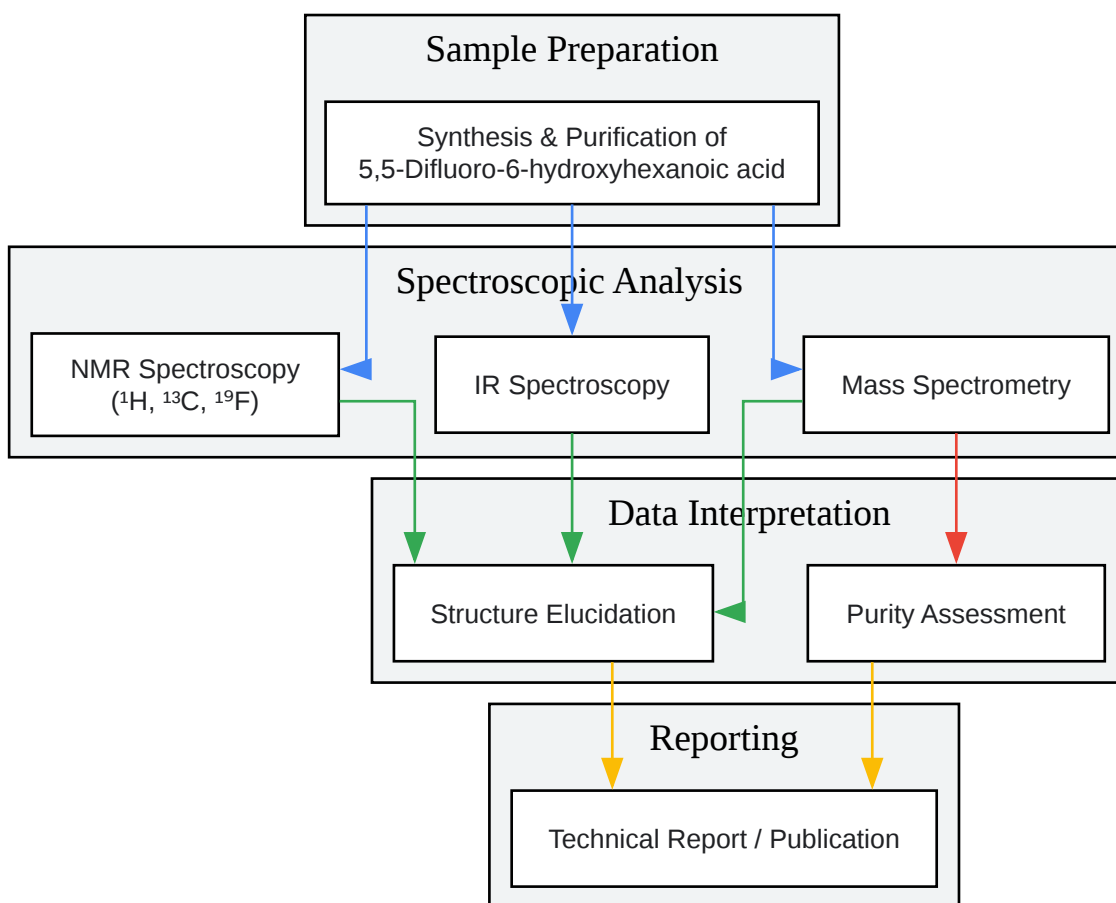 Sample Preparation
Synthesis & Purification of
5,5-Difluoro-6-hydroxyhexanoic acid
Spectroscopic Analysis
NMR Spectroscopy
(¹H, ¹³C, ¹⁹F)
IR Spectroscopy
Mass Spectrometry
Data Interpretation
Structure Elucidation
Purity Assessment
Reporting
Technical Report / Publication